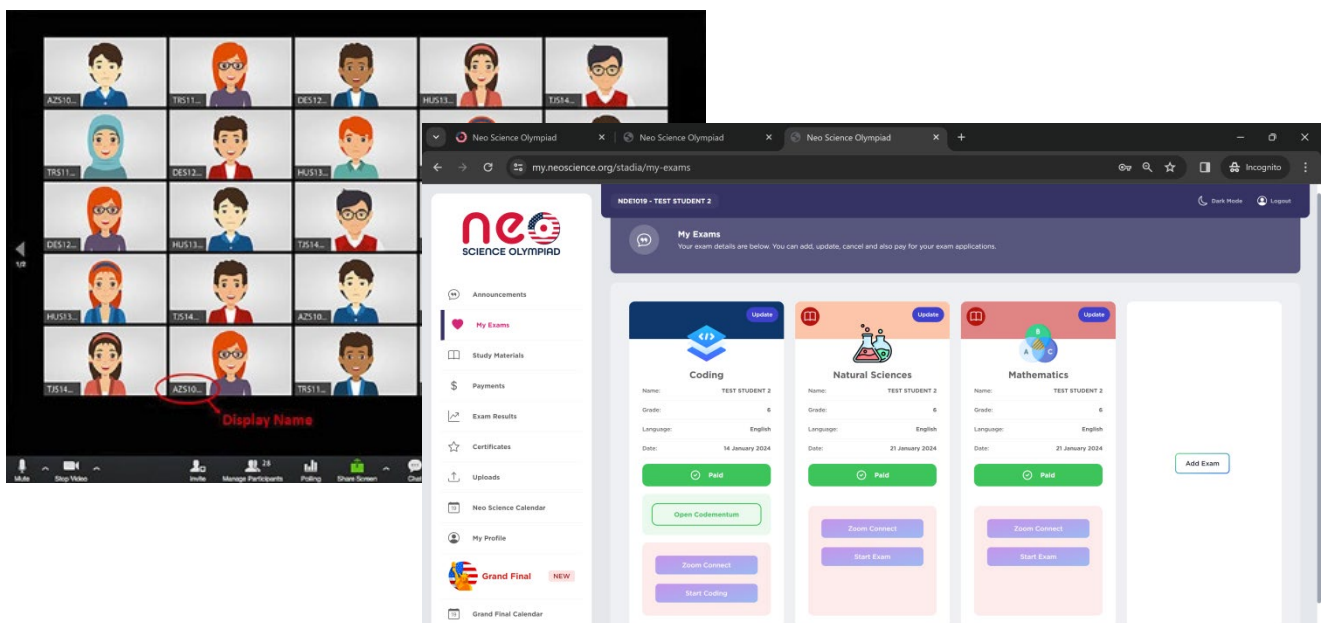 AZS10...
TRS11...
DES12...
HUS13...
TJS14...
TRS11...
DES12...
HUS13...
DES12...
HUS13...
TJS14...
HUS13...
TJS14...
AZS10...
TJS14...
AZS10...
TRS11...
Display Name
1/2
Mute
Stop Video
Invite
28
Manage Participants
Polling
Share Screen
Chat
Neo Science Olympiad
Neo Science Olympiad
Neo Science Olympiad
my.neoscience.org/stadia/my-exams
Incognito
neo
SCIENCE OLYMPIAD
Announcements
My Exams
Study Materials
Payments
Exam Results
Certificates
Uploads
Neo Science Calendar
My Profile
Grand Final NEW
Grand Final Calendar
NDE1019 - TEST STUDENT 2
Dark Mode
Logout
My Exams
Your exam details are below. You can add, update, cancel and also pay for your exam applications.
Update
Coding
Name: TEST STUDENT 2
Grade: 6
Language: English
Date: 14 January 2024
Paid
Open Codementum
Zoom Connect
Start Coding
Update
Natural Sciences
Name: TEST STUDENT 2
Grade: 6
Language: English
Date: 21 January 2024
Paid
Zoom Connect
Start Exam
Update
B
A C
Mathematics
Name: TEST STUDENT 2
Grade: 6
Language: English
Date: 21 January 2024
Paid
Zoom Connect
Start Exam
Add Exam